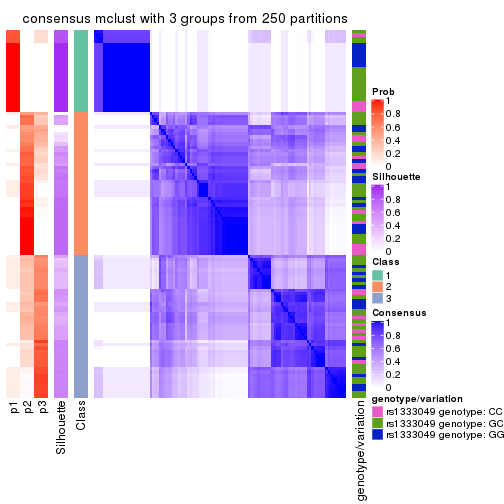 consensus mclust with 3 groups from 250 partitions
Prob
1
0.8
0.6
0.4
0.2
0
Silhouette
1
0.8
0.6
0.4
0.2
0
Class
1
2
3
Consensus
1
0.8
0.6
0.4
0.2
0
genotype/variation
rs1333049 genotype: CC
rs1333049 genotype: GC
rs1333049 genotype: GG
p1
p2
p3
Silhouette
Class
genotype/variation